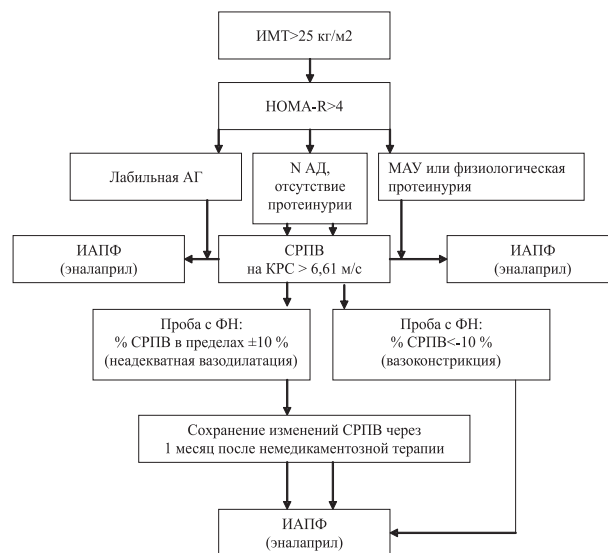 ИМТ>25 кг/м2
HOMA-R>4
Лабильная АГ
N АД,
отсутствие
протеинурии
МАУ или физиологическая
протеинурия
ИАПФ
(эналаприл)
СРПВ
на КРС > 6,61 м/с
ИАПФ
(эналаприл)
Проба с ФН:
% СРПВ в пределах ±10 %
(неадекватная вазодилатация)
Проба с ФН:
% СРПВ<-10 %
(вазоконстрикция)
Сохранение изменений СРПВ через
1 месяц после немедикаментозной терапии
ИАПФ
(эналаприл)